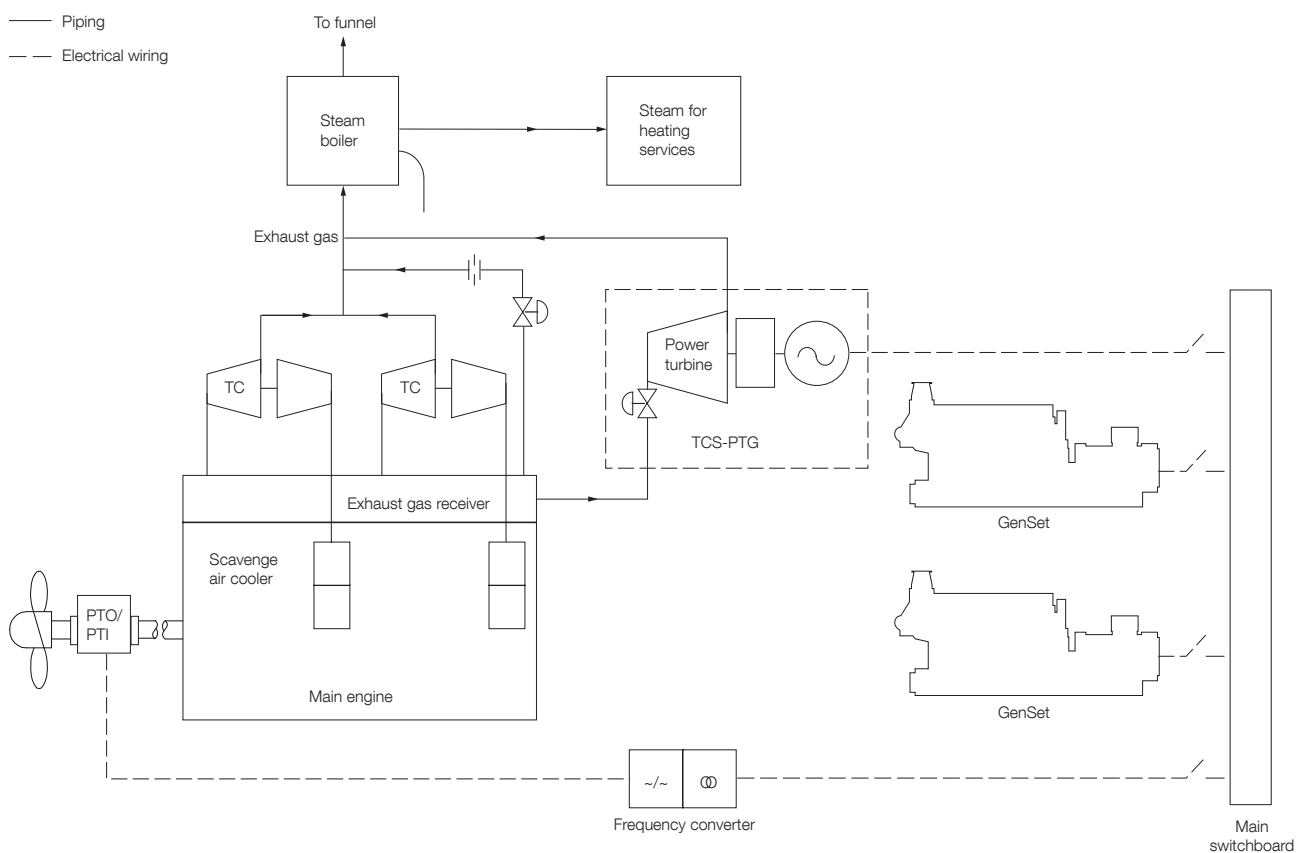 Piping
Electrical wiring
To funnel
Steam
boiler
Steam for
heating
services
Exhaust gas
Power
turbine
TC
TC
TCS-PTG
Exhaust gas receiver
GenSet
Scavenge
air cooler
PTO/
PTI
Main engine
GenSet
~/~
Frequency converter
Main
switchboard